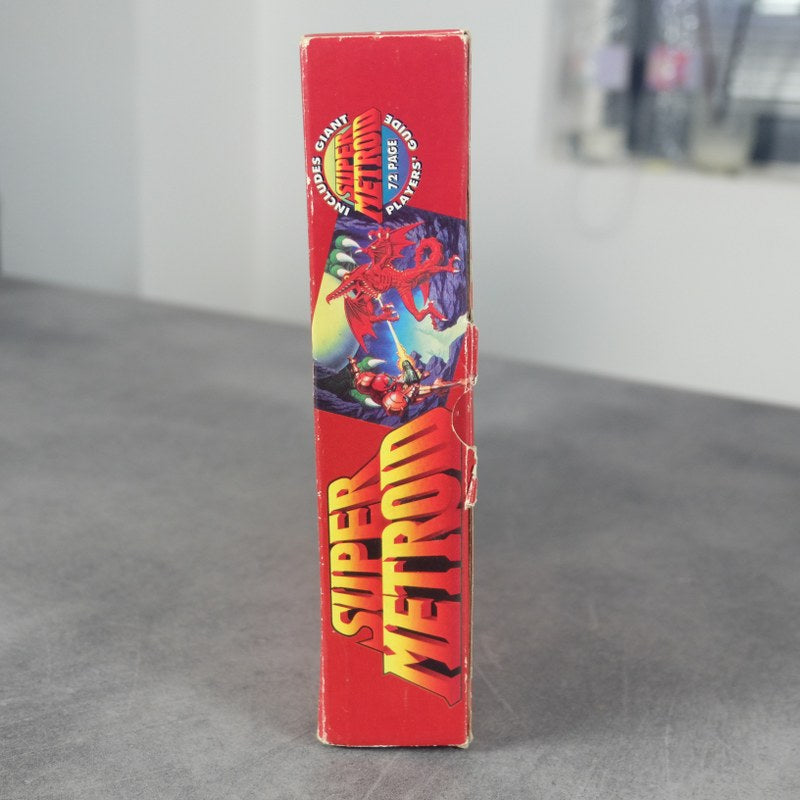 SUPER
METROID
INCLUDES GIANT
SUPER
METROID
72 PAGE
PLAYERS' GUIDE